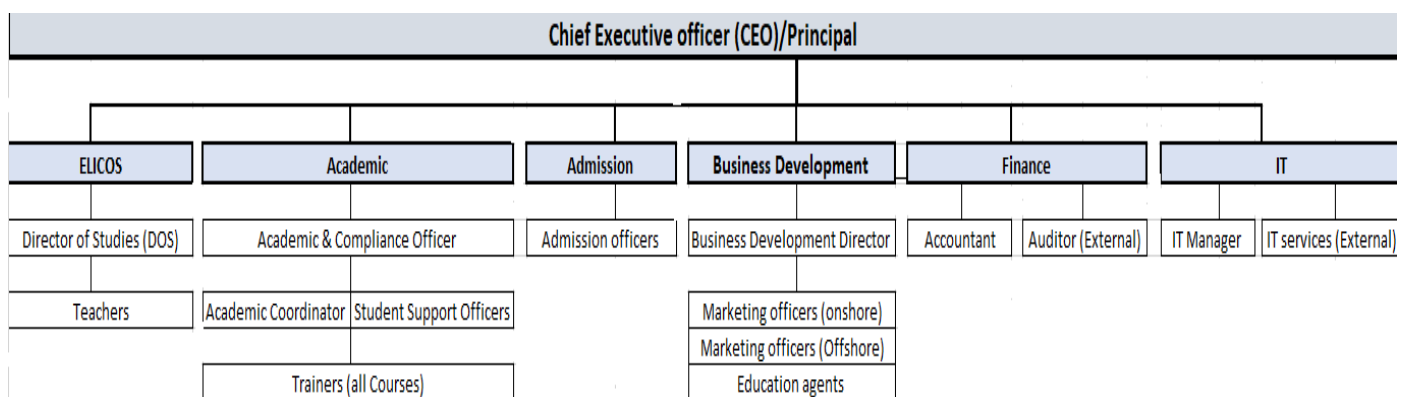 Chief Executive officer (CEO)/Principal
ELICOS
Academic
Admission
Business Development
Finance
IT
Director of Studies (DOS)
Academic & Compliance Officer
Admission officers
Business Development Director
Accountant
Auditor (External)
IT Manager
IT services (External)
Teachers
Academic Coordinator
Student Support Officers
Marketing officers (onshore)
Marketing officers (Offshore)
Trainers (all Courses)
Education agents